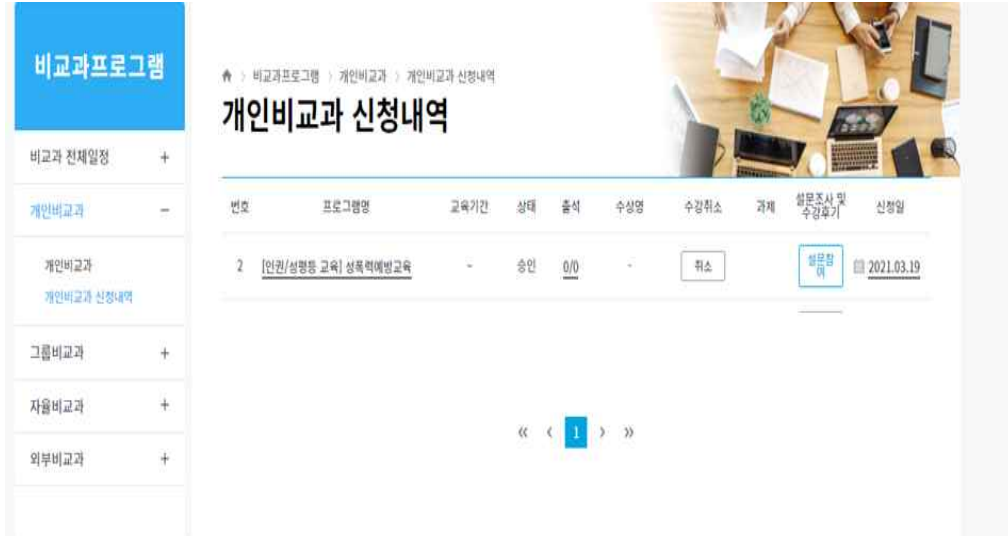 비교과프로그램
비교과 전체일정 +
개인비교과 -
개인비교과
개인비교과 신청내역
그룹비교과 +
자율비교과 +
외부비교과 +
비교과프로그램 > 개인비교과 > 개인비교과 신청내역
개인비교과 신청내역
번호 프로그램명 교육기간 상태 출석 수상명 수강취소 과제 설문조사 및
수강후기 신청일
2 [인권/성평등 교육] 성폭력예방교육 - 승인 0/0 - 취소 설문참
여 2021.03.19
« < 1 > »